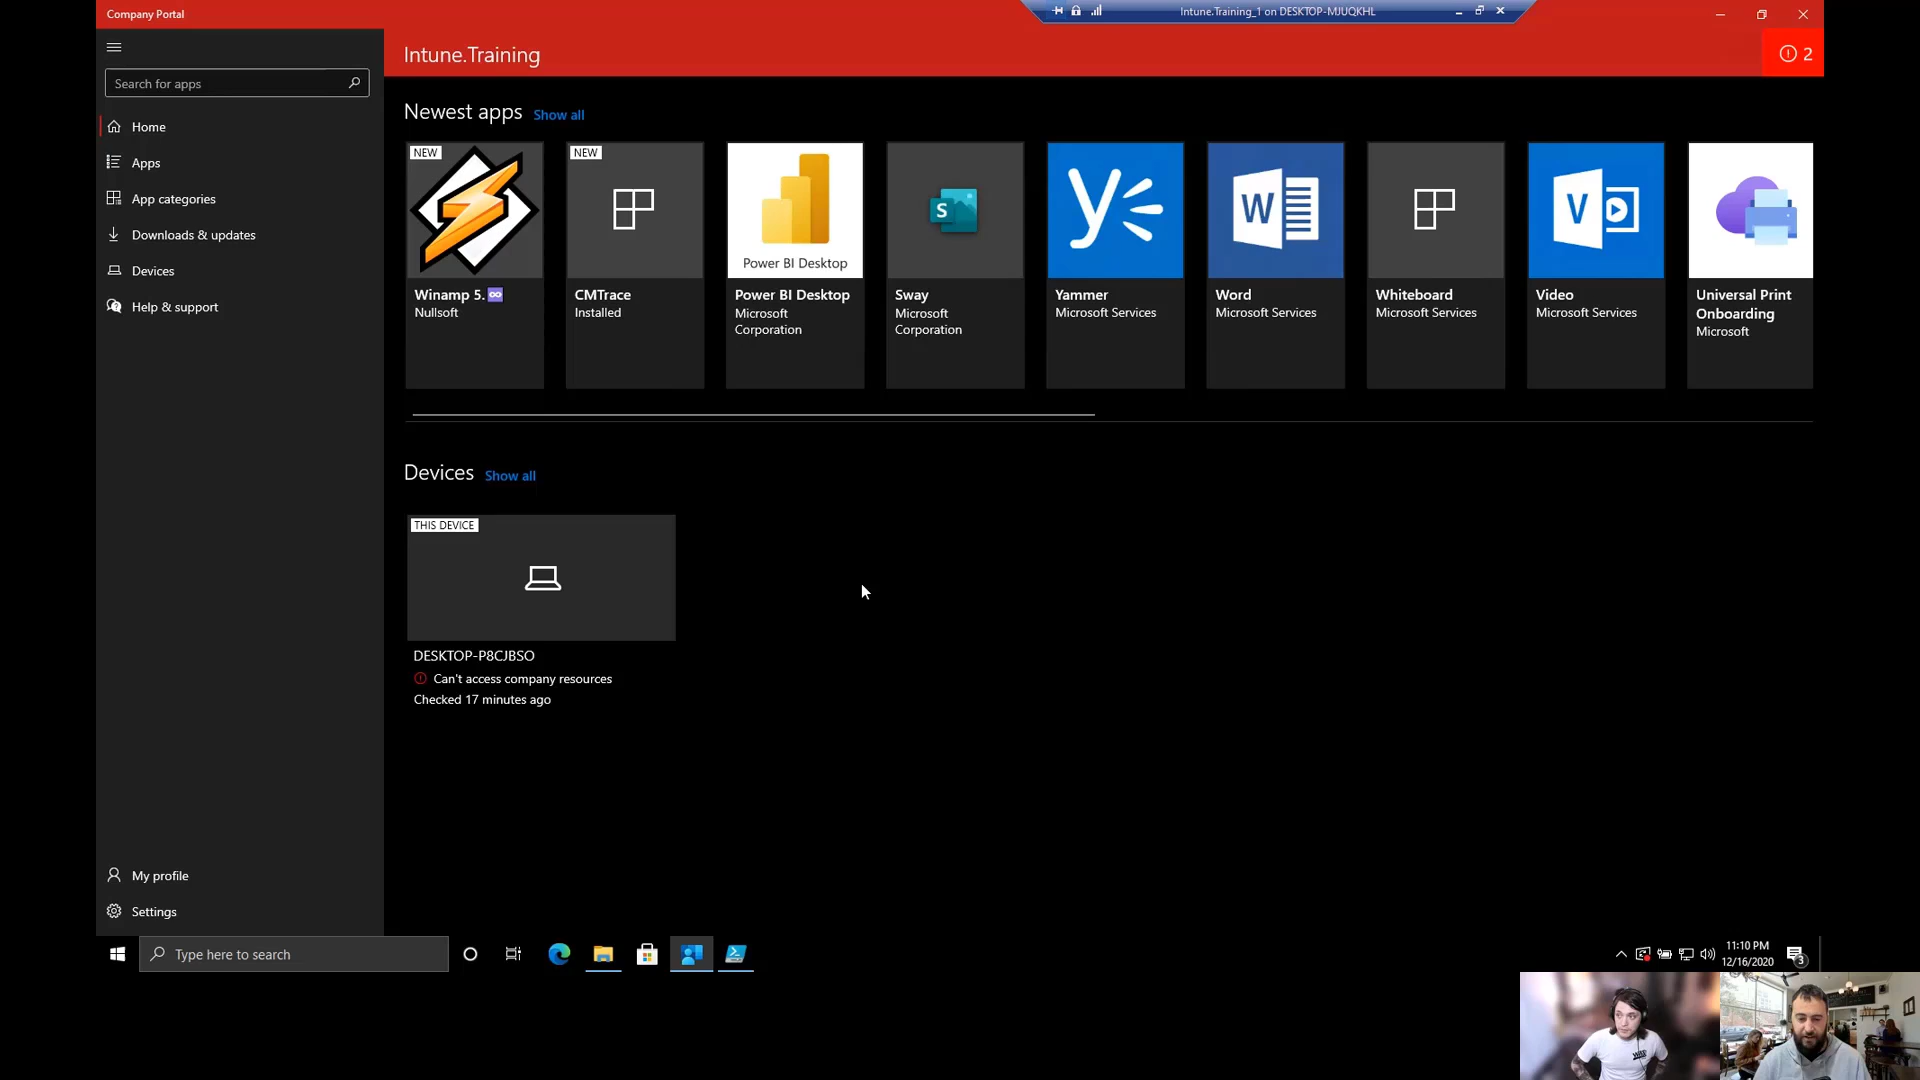 Company Portal
Intune.Training_1 on DESKTOP-MJUQKHL
Intune.Training
2
Search for apps
Home
Apps
App categories
Downloads & updates
Devices
Help & support
My profile
Settings
Newest apps Show all
NEW
Winamp 5.
Nullsoft
NEW
CMTrace
Installed
Power BI Desktop
Power BI Desktop
Microsoft
Corporation
S
Sway
Microsoft
Corporation
Yammer
Microsoft Services
W
Word
Microsoft Services
Whiteboard
Microsoft Services
V
Video
Microsoft Services
Universal Print
Onboarding
Microsoft
Devices Show all
THIS DEVICE
DESKTOP-P8CJBSO
Can't access company resources
Checked 17 minutes ago
Type here to search
11:10 PM
12/16/2020
3